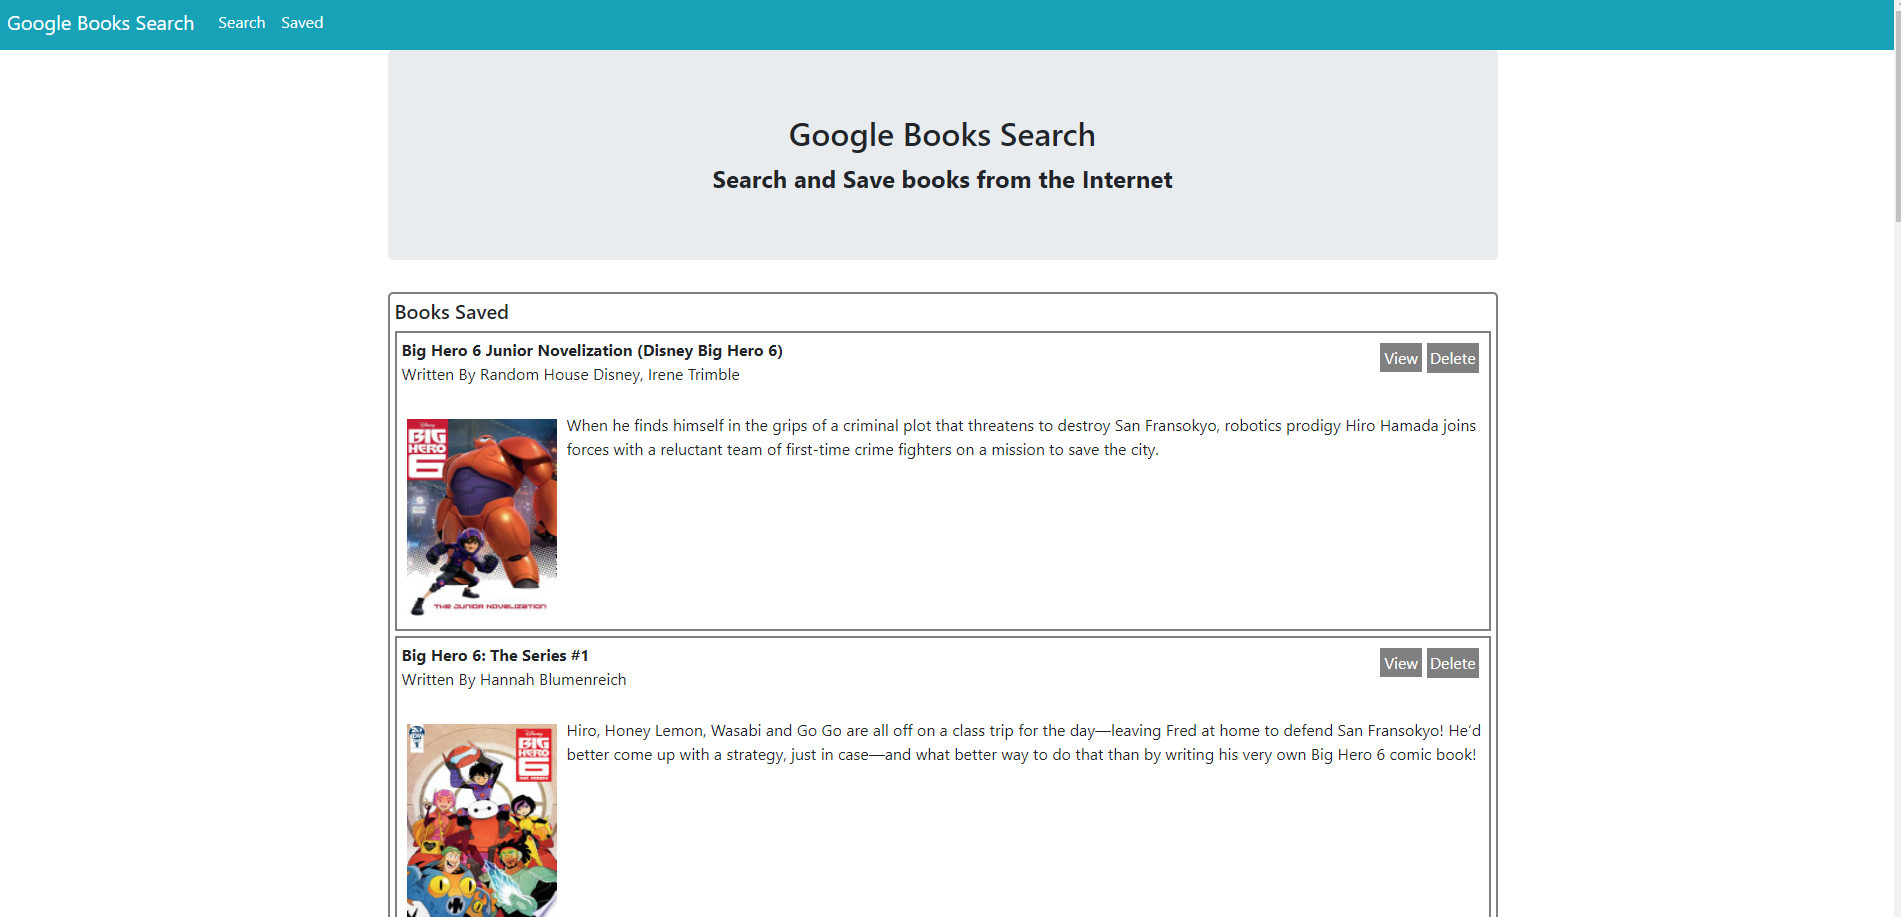 Google Books Search
Search
Saved
Google Books Search
Search and Save books from the Internet
Books Saved
Big Hero 6 Junior Novelization (Disney Big Hero 6)
View
Delete
Written By Random House Disney, Irene Trimble
When he finds himself in the grips of a criminal plot that threatens to destroy San Fransokyo, robotics prodigy Hiro Hamada joins
forces with a reluctant team of first-time crime fighters on a mission to save the city.
Disney
BIG
HERO
6
THE JUNIOR NOVELIZATION
Big Hero 6: The Series #1
View
Delete
Written By Hannah Blumenreich
Hiro, Honey Lemon, Wasabi and Go Go are all off on a class trip for the day—leaving Fred at home to defend San Fransokyo! He’d
better come up with a strategy, just in case—and what better way to do that than by writing his very own Big Hero 6 comic book!
1
Disney
BIG
HERO
6
THE SERIES